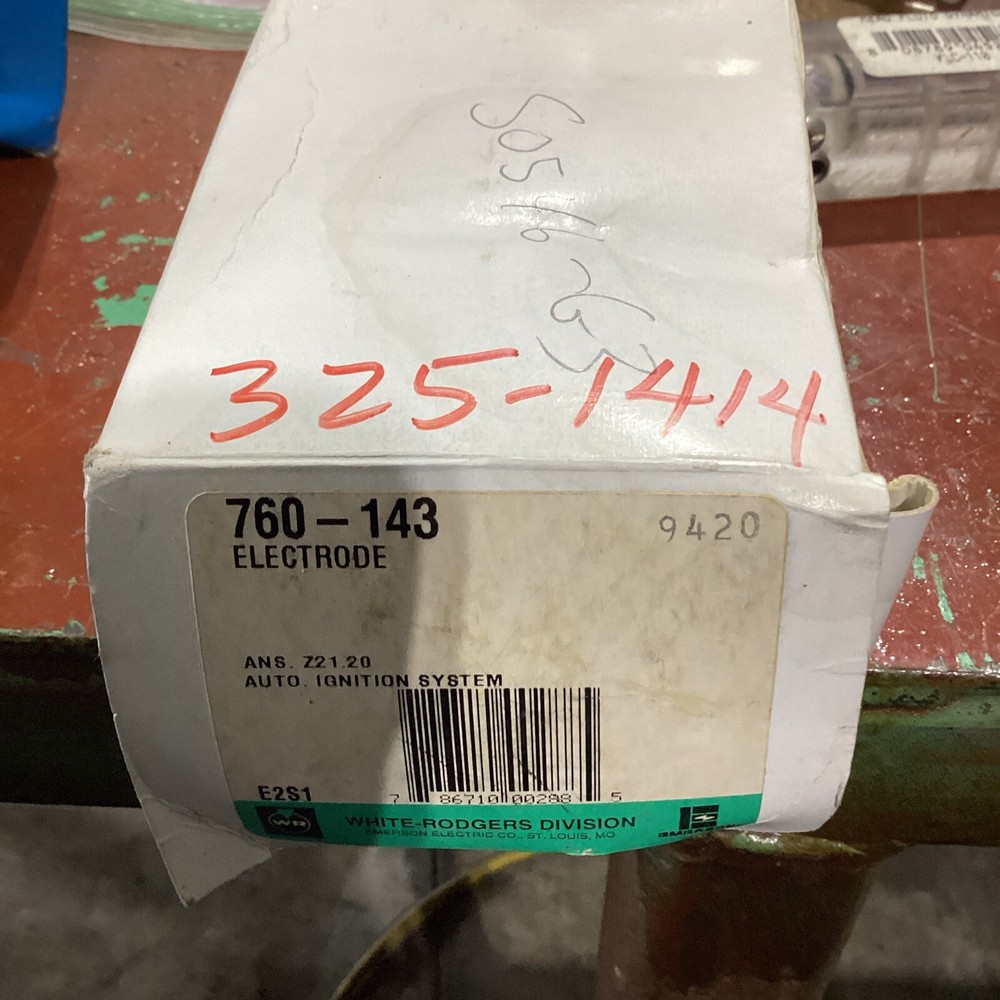 325-1414
760-143
9420
ELECTRODE
ANS. Z21.20
AUTO. IGNITION SYSTEM
E2S1
7 86710 00288 5
WR
WHITE-RODGERS DIVISION
EMERSON ELECTRIC CO., ST. LOUIS, MO